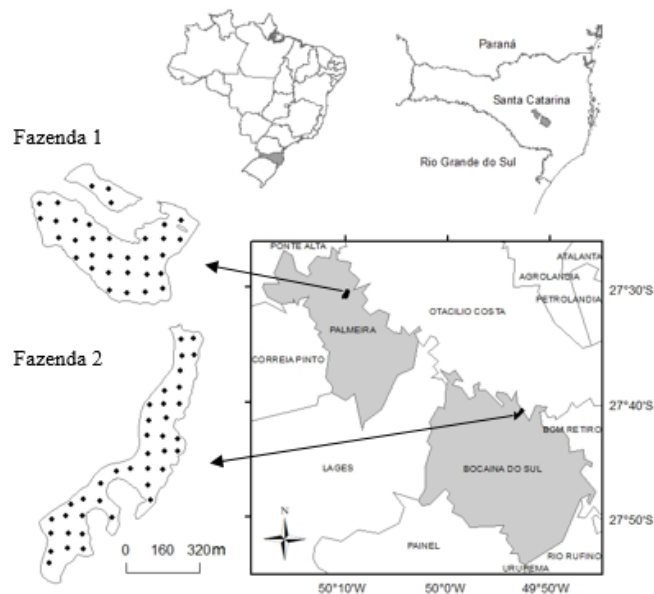 Paraná
Santa Catarina
Rio Grande do Sul
Fazenda 1
Fazenda 2
PONTE ALTA
ATALANTA
AGROLANDIA
PETROLANDIA
OTACILIO COSTA
PALMEIRA
CORREIA PINTO
BOM RETIRO
LAGES
BOCAINA DO SUL
PAINEL
RIO RUFINO
URUPEMA
N
27°30'S
27°40'S
27°50'S
0 160 320 m
50°10'W 50°0'W 49°50'W